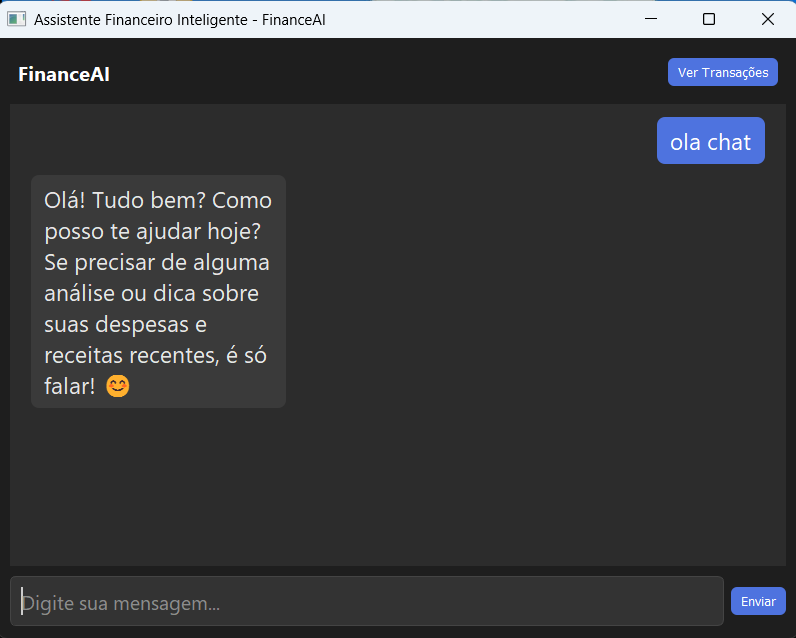 Assistente Financeiro Inteligente - FinanceAI
FinanceAI
Ver Transações
ola chat
Olá! Tudo bem? Como
posso te ajudar hoje?
Se precisar de alguma
análise ou dica sobre
suas despesas e
receitas recentes, é só
falar! 😊
Digite sua mensagem...
Enviar